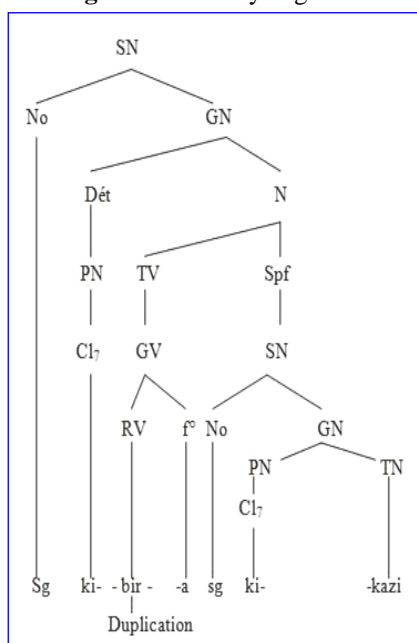 SN
No GN
Dét N
PN TV Spf
Cl₇ GV SN
RV f° No GN
PN TN
Cl₇
Sg ki- - bir - -a sg ki- -kazi
Duplication